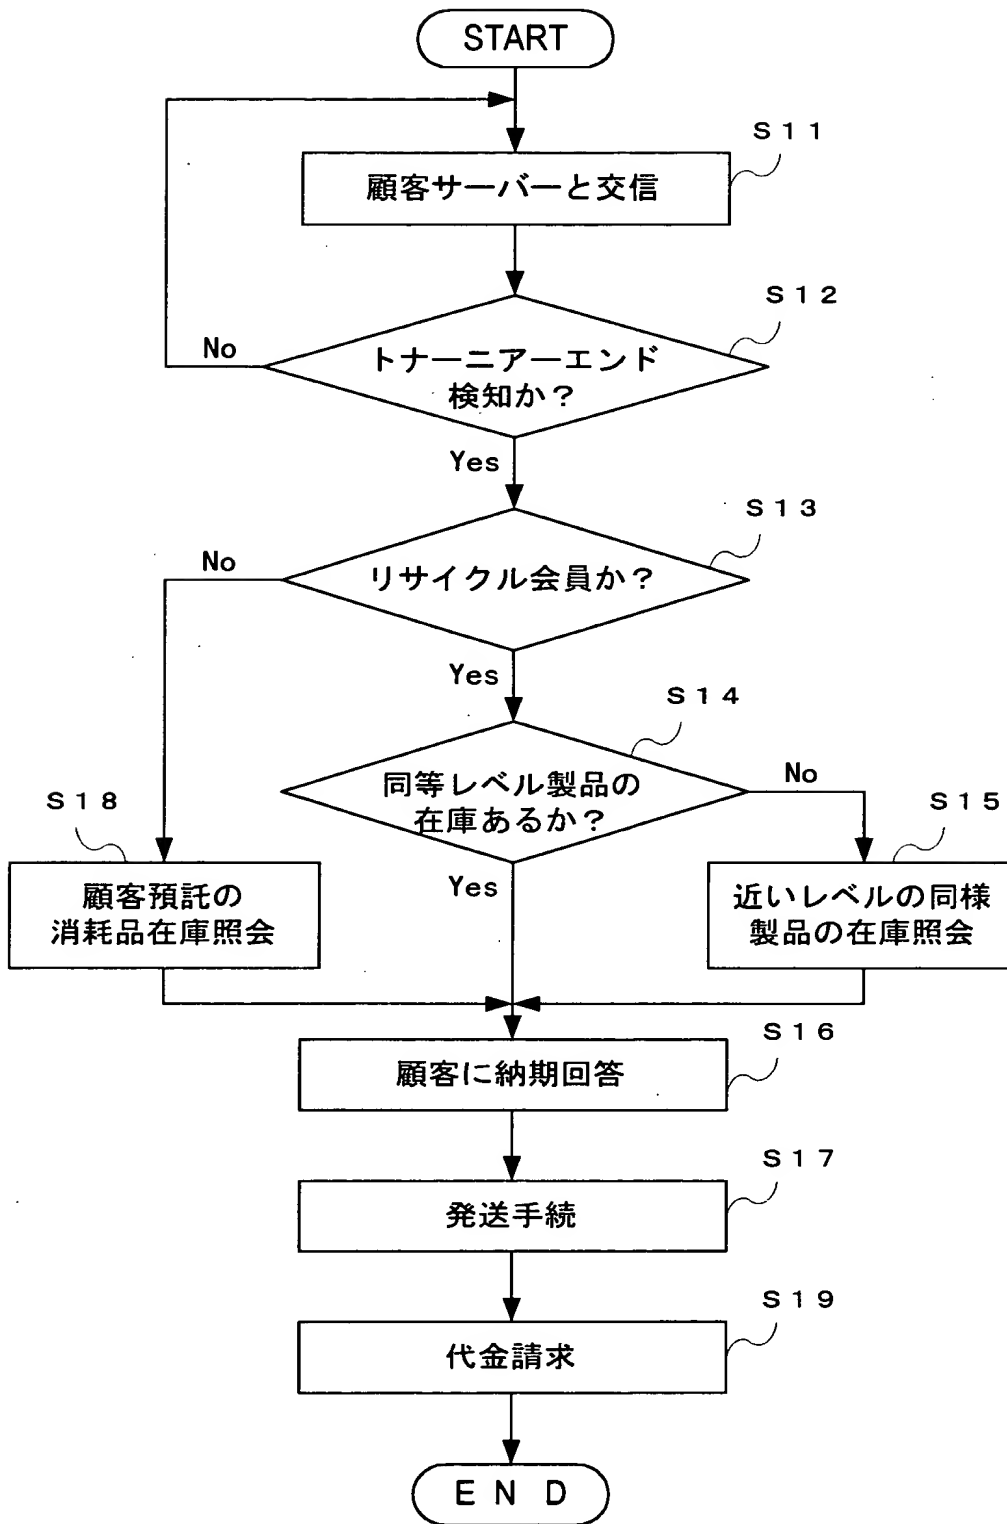 START
S11
顧客サーバーと交信
S12
No
トナーニアーエンド
検知か？
Yes
S13
No
リサイクル会員か？
Yes
S14
同等レベル製品の
在庫あるか？
No
S18
S15
Yes
顧客預託の
消耗品在庫照会
近いレベルの同様
製品の在庫照会
S16
顧客に納期回答
S17
発送手続
S19
代金請求
END